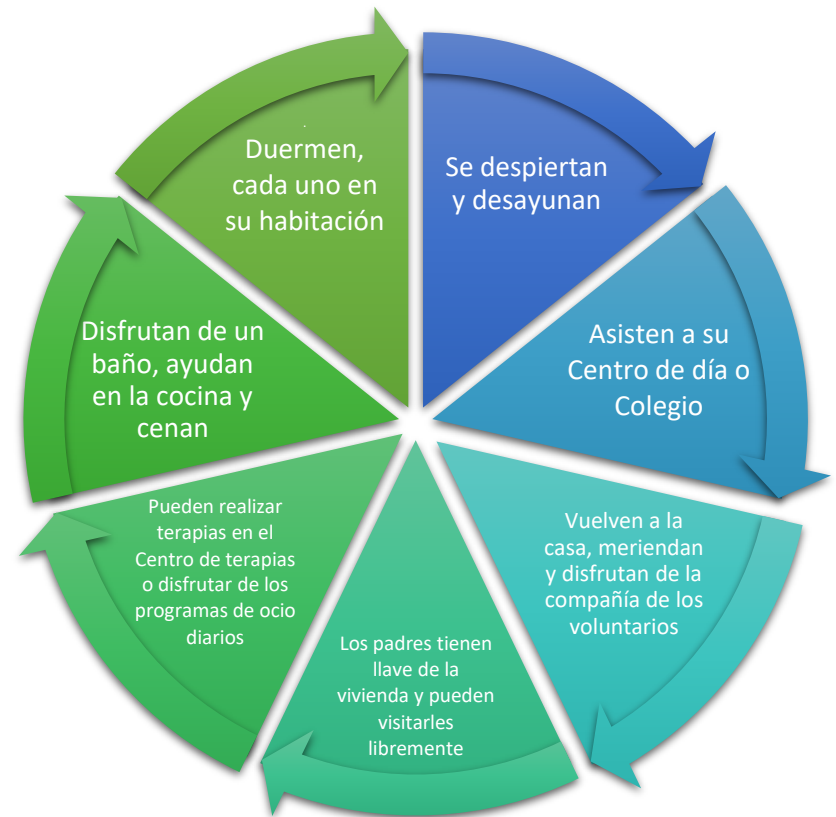 Se despiertan
y desayunan
Asisten a su
Centro de día o
Colegio
Vuelven a la
casa, meriendan
y disfrutan de la
compañía de los
voluntarios
Los padres tienen
llave de la
vivienda y pueden
visitarles
libremente
Pueden realizar
terapias en el
Centro de terapias
o disfrutar de los
programas de ocio
diarios
Disfrutan de un
baño, ayudan
en la cocina y
cenan
.
Duermen,
cada uno en
su habitación